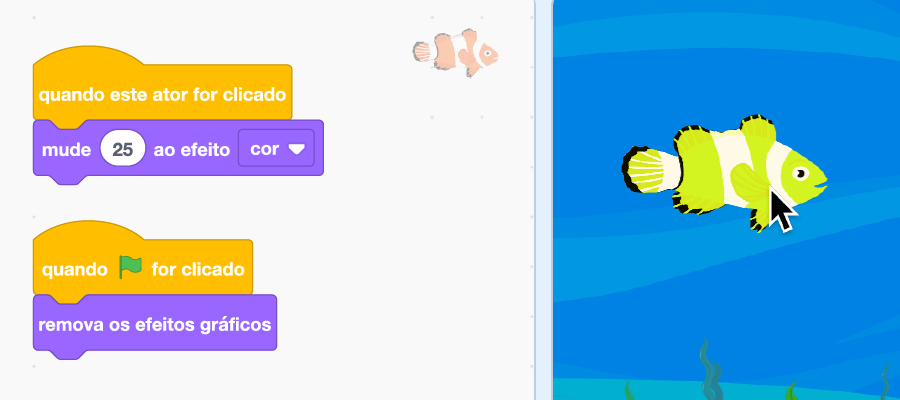 quando este ator for clicado
mude 25 ao efeito cor
quando for clicado
remova os efeitos gráficos